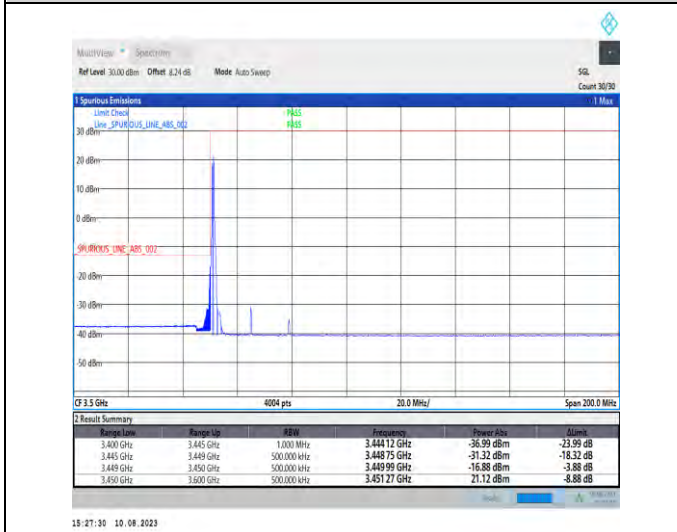 MultiView Spectrum
Ref Level 30.00 dBm Offset 8.24 dB Mode Auto Sweep SGL
Count 30/30
1 Spurious Emissions 1 Max
Limit Check PASS
Line _SPURIOUS_LINE_ABS_002 PASS
30 dBm
20 dBm
10 dBm
0 dBm
_SPURIOUS_LINE_ABS_002
-20 dBm
-30 dBm
-40 dBm
-50 dBm
CF 3.5 GHz 4004 pts 20.0 MHz/ Span 200.0 MHz
2 Result Summary
Range Low Range Up RBW Frequency Power Abs ΔLimit
3.400 GHz 3.445 GHz 1.000 MHz 3.444 12 GHz -36.99 dBm -23.99 dB
3.445 GHz 3.449 GHz 500.000 kHz 3.448 75 GHz -31.32 dBm -18.32 dB
3.449 GHz 3.450 GHz 500.000 kHz 3.449 99 GHz -16.88 dBm -3.88 dB
3.450 GHz 3.600 GHz 500.000 kHz 3.451 27 GHz 21.12 dBm -8.88 dB
15:27:30 10.08.2023